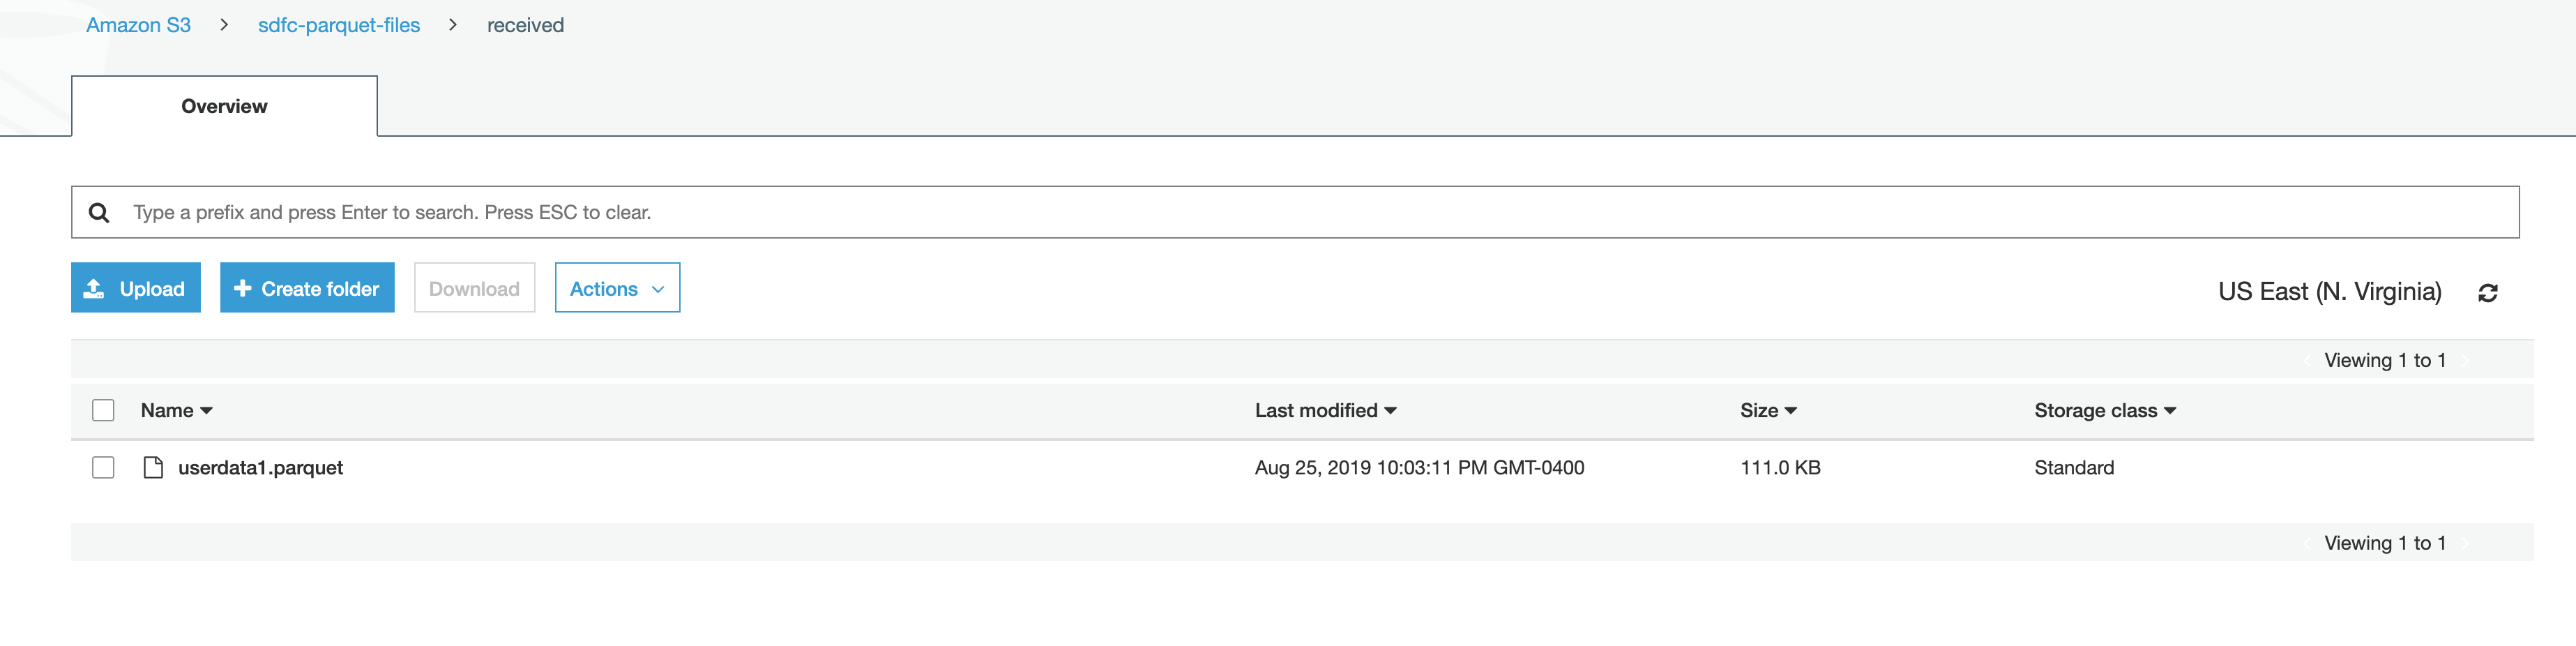 Amazon S3 > sdfc-parquet-files > received
Overview
Type a prefix and press Enter to search. Press ESC to clear.
Upload + Create folder Download Actions
US East (N. Virginia)
Viewing 1 to 1
Name Last modified Size Storage class
userdata1.parquet Aug 25, 2019 10:03:11 PM GMT-0400 111.0 KB Standard
Viewing 1 to 1